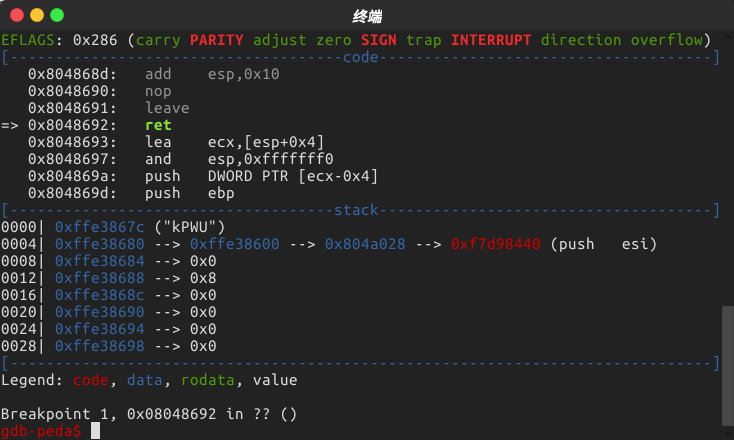 终端
EFLAGS: 0x286 (carry PARITY adjust zero SIGN trap INTERRUPT direction overflow)
[-------------------------------------code-------------------------------------]
   0x804868d:	add    esp,0x10
   0x8048690:	nop
   0x8048691:	leave
=> 0x8048692:	ret
   0x8048693:	lea    ecx,[esp+0x4]
   0x8048697:	and    esp,0xfffffff0
   0x804869a:	push   DWORD PTR [ecx-0x4]
   0x804869d:	push   ebp
[------------------------------------stack-------------------------------------]
0000| 0xffe3867c ("kPWU")
0004| 0xffe38680 --> 0xffe38600 --> 0x804a028 --> 0xf7d98440 (push   esi)
0008| 0xffe38684 --> 0x0
0012| 0xffe38688 --> 0x8
0016| 0xffe3868c --> 0x0
0020| 0xffe38690 --> 0x0
0024| 0xffe38694 --> 0x0
0028| 0xffe38698 --> 0x0
[------------------------------------------------------------------------------]
Legend: code, data, rodata, value
Breakpoint 1, 0x08048692 in ?? ()
gdb-peda$